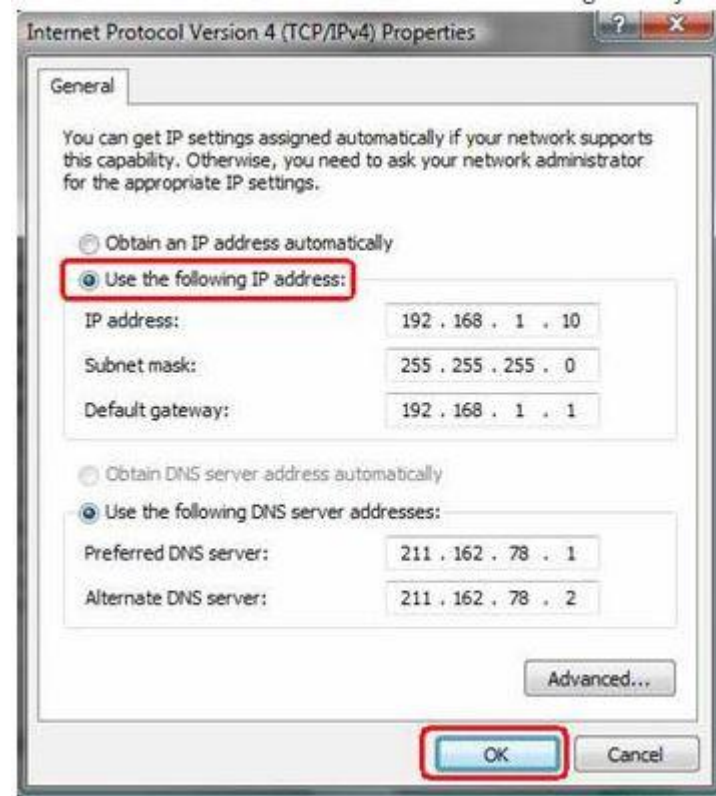 Internet Protocol Version 4 (TCP/IPv4) Properties
General
You can get IP settings assigned automatically if your network supports
this capability. Otherwise, you need to ask your network administrator
for the appropriate IP settings.
Obtain an IP address automatically
Use the following IP address:
IP address: 192 . 168 . 1 . 10
Subnet mask: 255 . 255 . 255 . 0
Default gateway: 192 . 168 . 1 . 1
Obtain DNS server address automatically
Use the following DNS server addresses:
Preferred DNS server: 211 . 162 . 78 . 1
Alternate DNS server: 211 . 162 . 78 . 2
Advanced...
OK Cancel